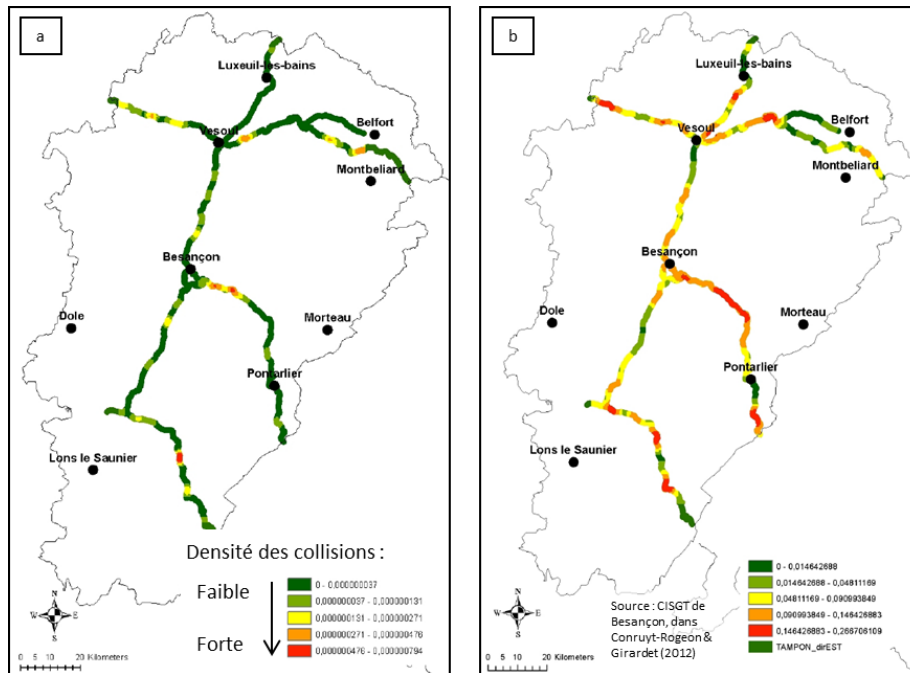 a
Luxeuil-les-bains
Vesoul
Belfort
Montbeliard
Besançon
Dole
Morteau
Pontarlier
Lons le Saunier
Densité des collisions :
Faible
Forte
0 - 0,000000037
0,000000037 - 0,000000131
0,000000131 - 0,000000271
0,000000271 - 0,000000476
0,000000476 - 0,000000794
N
W E
S
0 5 10 20 Kilometers
b
Luxeuil-les-bains
Vesoul
Belfort
Montbeliard
Besançon
Dole
Morteau
Pontarlier
Lons le Saunier
0 - 0,014642688
0,014642688 - 0,04811169
0,04811169 - 0,090993849
0,090993849 - 0,146426883
0,146426883 - 0,266706109
TAMPON_dirEST
Source : CISGT de
Besançon, dans
Conruyt-Rogeon &
Girardet (2012)
N
W E
S
0 5 10 20 Kilometers